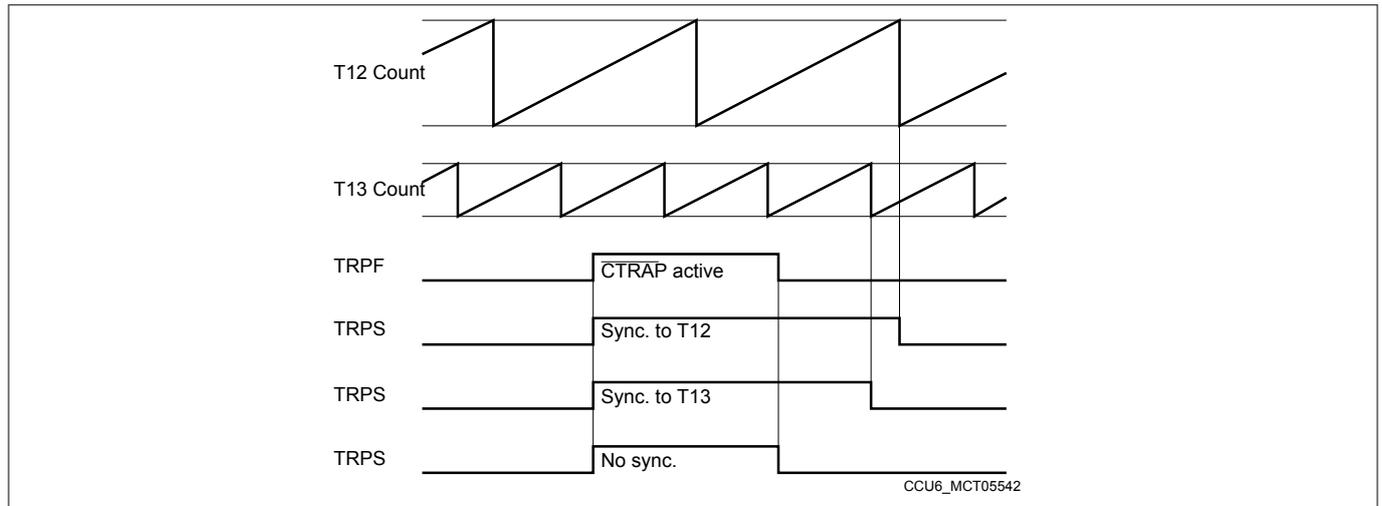 T12 Count
T13 Count
TRPF
CTRAP active
TRPS
Sync. to T12
TRPS
Sync. to T13
TRPS
No sync.
CCU6_MCT05542